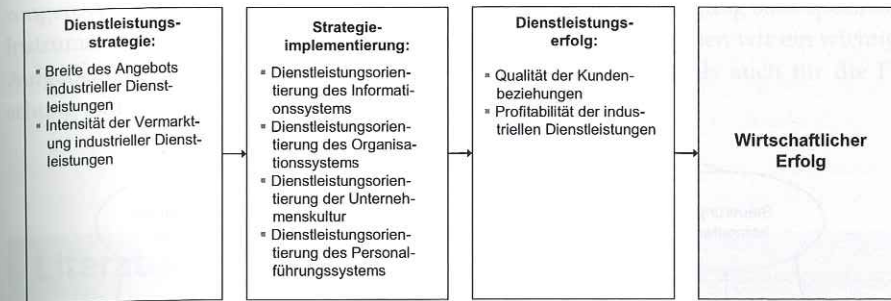 Dienstleistungs-
strategie:
▪ Breite des Angebots
industrieller Dienst-
leistungen
▪ Intensität der Vermarkt-
ung industrieller Dienst-
leistungen
Strategie-
implementierung:
▪ Dienstleistungsorien-
tierung des Informati-
onssystems
▪ Dienstleistungsorien-
tierung des Organisa-
tionssystems
▪ Dienstleistungsorien-
tierung der Unterneh-
menskultur
▪ Dienstleistungsorien-
tierung des Personal-
führungssystems
Dienstleistungs-
erfolg:
▪ Qualität der Kunden-
beziehungen
▪ Profitabilität der indus-
triellen Dienstleistungen
Wirtschaftlicher
Erfolg